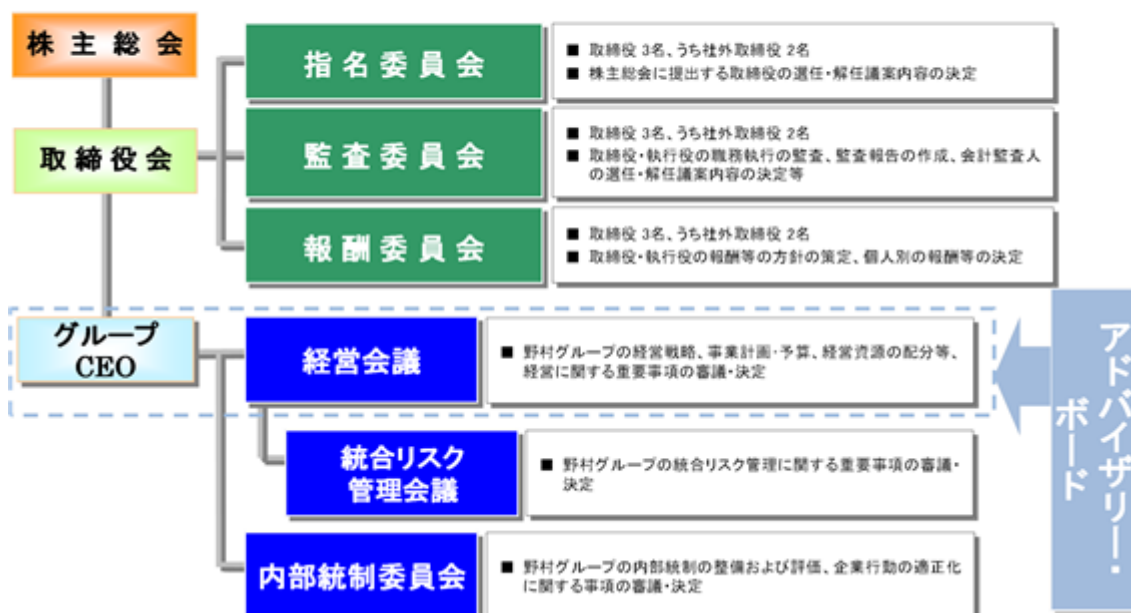 株主総会
指名委員会
■ 取締役 3名、うち社外取締役 2名
■ 株主総会に提出する取締役の選任・解任議案内容の決定
取締役会
監査委員会
■ 取締役 3名、うち社外取締役 2名
■ 取締役・執行役の職務執行の監査、監査報告の作成、会計監査人
の選任・解任議案内容の決定等
報酬委員会
■ 取締役 3名、うち社外取締役 2名
■ 取締役・執行役の報酬等の方針の策定、個人別の報酬等の決定
グループ
CEO
経営会議
■ 野村グループの経営戦略、事業計画・予算、経営資源の配分等、
経営に関する重要事項の審議・決定
アドバイザリー・
ボード
統合リスク
管理会議
■ 野村グループの統合リスク管理に関する重要事項の審議・
決定
内部統制委員会
■ 野村グループの内部統制の整備および評価、企業行動の適正化
に関する事項の審議・決定